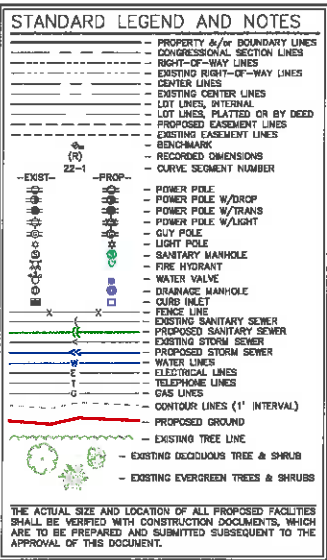 STANDARD LEGEND AND NOTES
— PROPERTY &/or BOUNDARY LINES
— CONGRESSIONAL SECTION LINES
— RIGHT-OF-WAY LINES
— EXISTING RIGHT-OF-WAY LINES
— CENTER LINES
— EXISTING CENTER LINES
— LOT LINES, INTERNAL
— LOT LINES, PLATTED OR BY DEED
— PROPOSED EASEMENT LINES
— EXISTING EASEMENT LINES
— BENCHMARK
(R) — RECORDED DIMENSIONS
22-1 — CURVE SEGMENT NUMBER
--EXIST-- --PROP--
— POWER POLE
— POWER POLE W/DROP
— POWER POLE W/TRANS
— POWER POLE W/LIGHT
— GUY POLE
— LIGHT POLE
— SANITARY MANHOLE
— FIRE HYDRANT
— WATER VALVE
— DRAINAGE MANHOLE
— CURB INLET
X X — FENCE LINE
— EXISTING SANITARY SEWER
— PROPOSED SANITARY SEWER
— EXISTING STORM SEWER
— PROPOSED STORM SEWER
W — WATER LINES
E — ELECTRICAL LINES
T — TELEPHONE LINES
G — GAS LINES
— CONTOUR LINES (1' INTERVAL)
— PROPOSED GROUND
— EXISTING TREE LINE
— EXISTING DECIDUOUS TREE & SHRUB
— EXISTING EVERGREEN TREES & SHRUBS
THE ACTUAL SIZE AND LOCATION OF ALL PROPOSED FACILITIES
SHALL BE VERIFIED WITH CONSTRUCTION DOCUMENTS, WHICH
ARE TO BE PREPARED AND SUBMITTED SUBSEQUENT TO THE
APPROVAL OF THIS DOCUMENT.